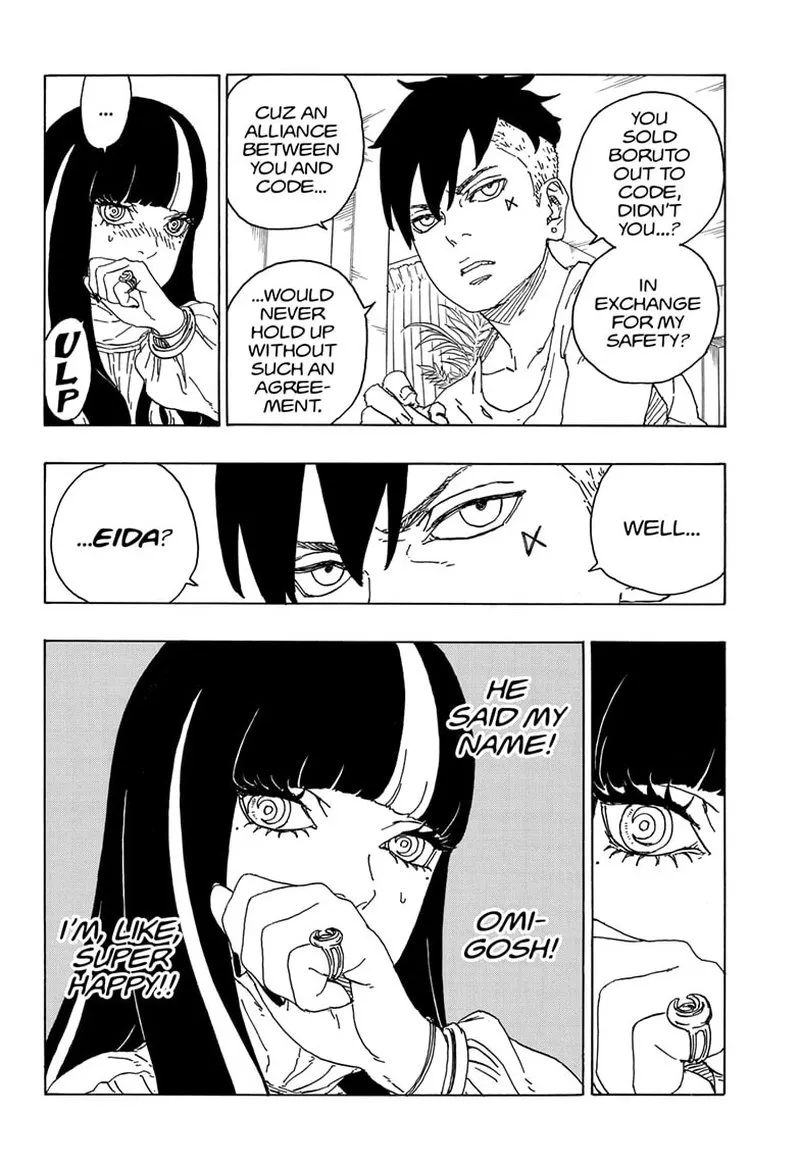 YOU
SOLD
BORUTO
OUT TO
CODE,
DIDN'T
YOU...?
IN
EXCHANGE
FOR MY
SAFETY?
CUZ AN
ALLIANCE
BETWEEN
YOU AND
CODE...
...WOULD
NEVER
HOLD UP
WITHOUT
SUCH AN
AGREE-
MENT.
...
ULP
WELL...
...EIDA?
HE
SAID MY
NAME!
OMI-
GOSH!
I'M, LIKE,
SUPER
HAPPY!!